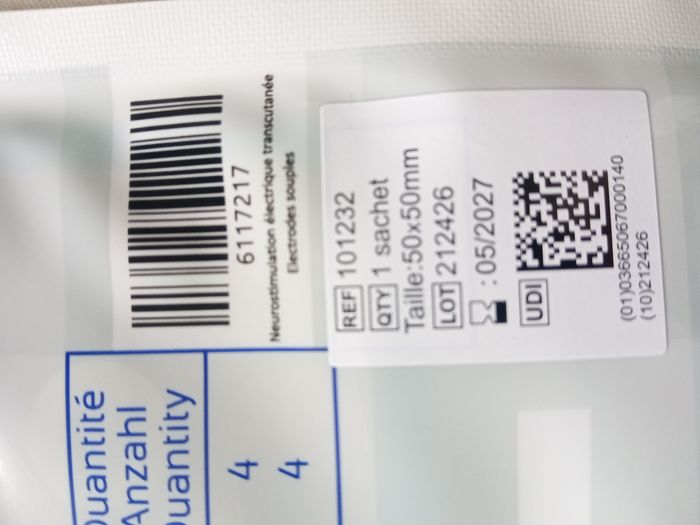 6117217
Neurostimulation électrique transcutanée
Electrodes souples
REF 101232
QTY 1 sachet
Taille:50x50mm
LOT 212426
: 05/2027
UDI
(01)03665067000140
(10)212426
Quantité
Anzahl
Quantity
4
4